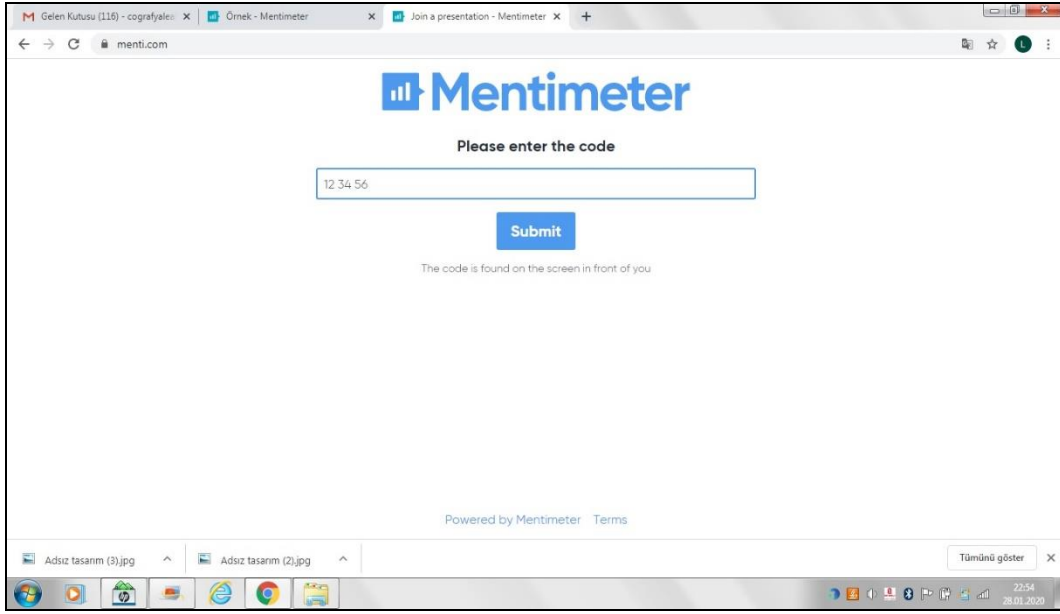 Gelen Kutusu (116) - cografyale
Örnek - Mentimeter
Join a presentation - Mentimeter
menti.com
L
Mentimeter
Please enter the code
12 34 56
Submit
The code is found on the screen in front of you
Powered by Mentimeter Terms
Adsız tasarım (3).jpg
Adsız tasarım (2).jpg
Tümünü göster
22:54
28.01.2020